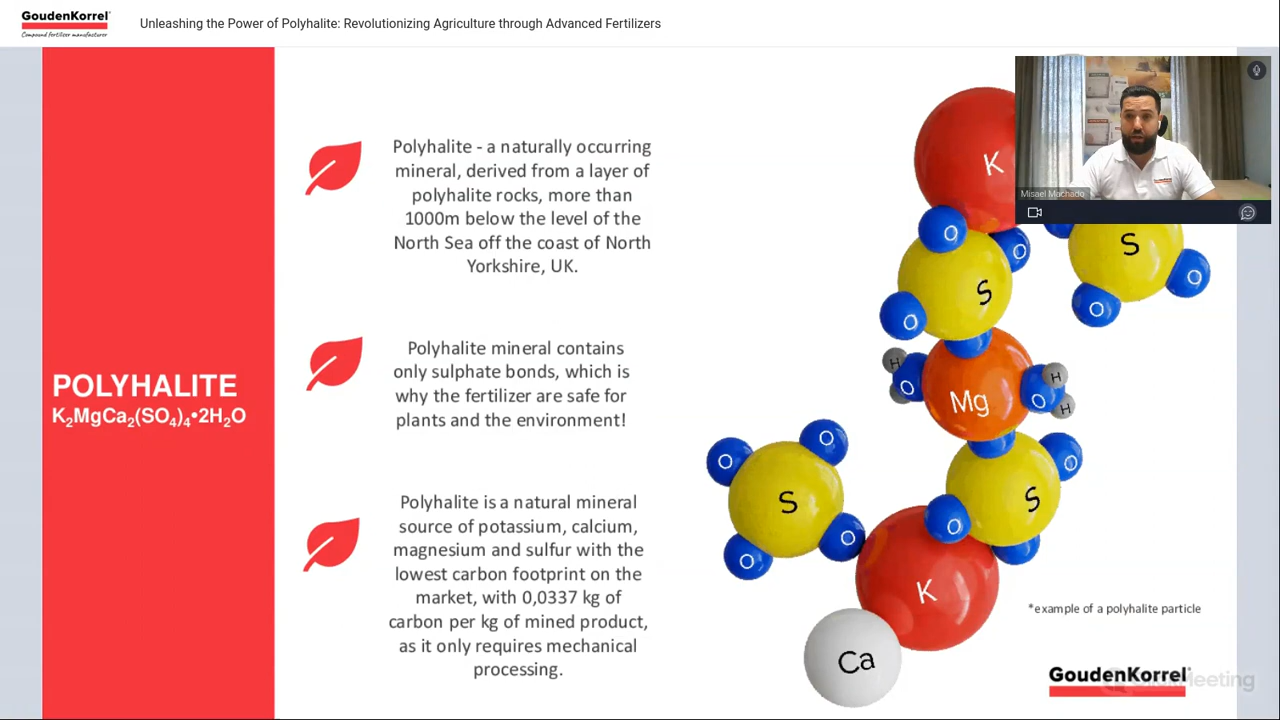 GoudenKorrel
Compound fertilizer manufacturer
Unleashing the Power of Polyhalite: Revolutionizing Agriculture through Advanced Fertilizers
POLYHALITE
K₂MgCa₂(SO₄)₄•2H₂O
Polyhalite - a naturally occurring
mineral, derived from a layer of
polyhalite rocks, more than
1000m below the level of the
North Sea off the coast of North
Yorkshire, UK.
Polyhalite mineral contains
only sulphate bonds, which is
why the fertilizer are safe for
plants and the environment!
Polyhalite is a natural mineral
source of potassium, calcium,
magnesium and sulfur with the
lowest carbon footprint on the
market, with 0,0337 kg of
carbon per kg of mined product,
as it only requires mechanical
processing.
K
Misael Machado
O
O
S
S
O
O
O
H
O
Mg
H
O
H
O
O
O
S
S
O
O
O
O
K
Ca
*example of a polyhalite particle
GoudenKorrel
Meeting